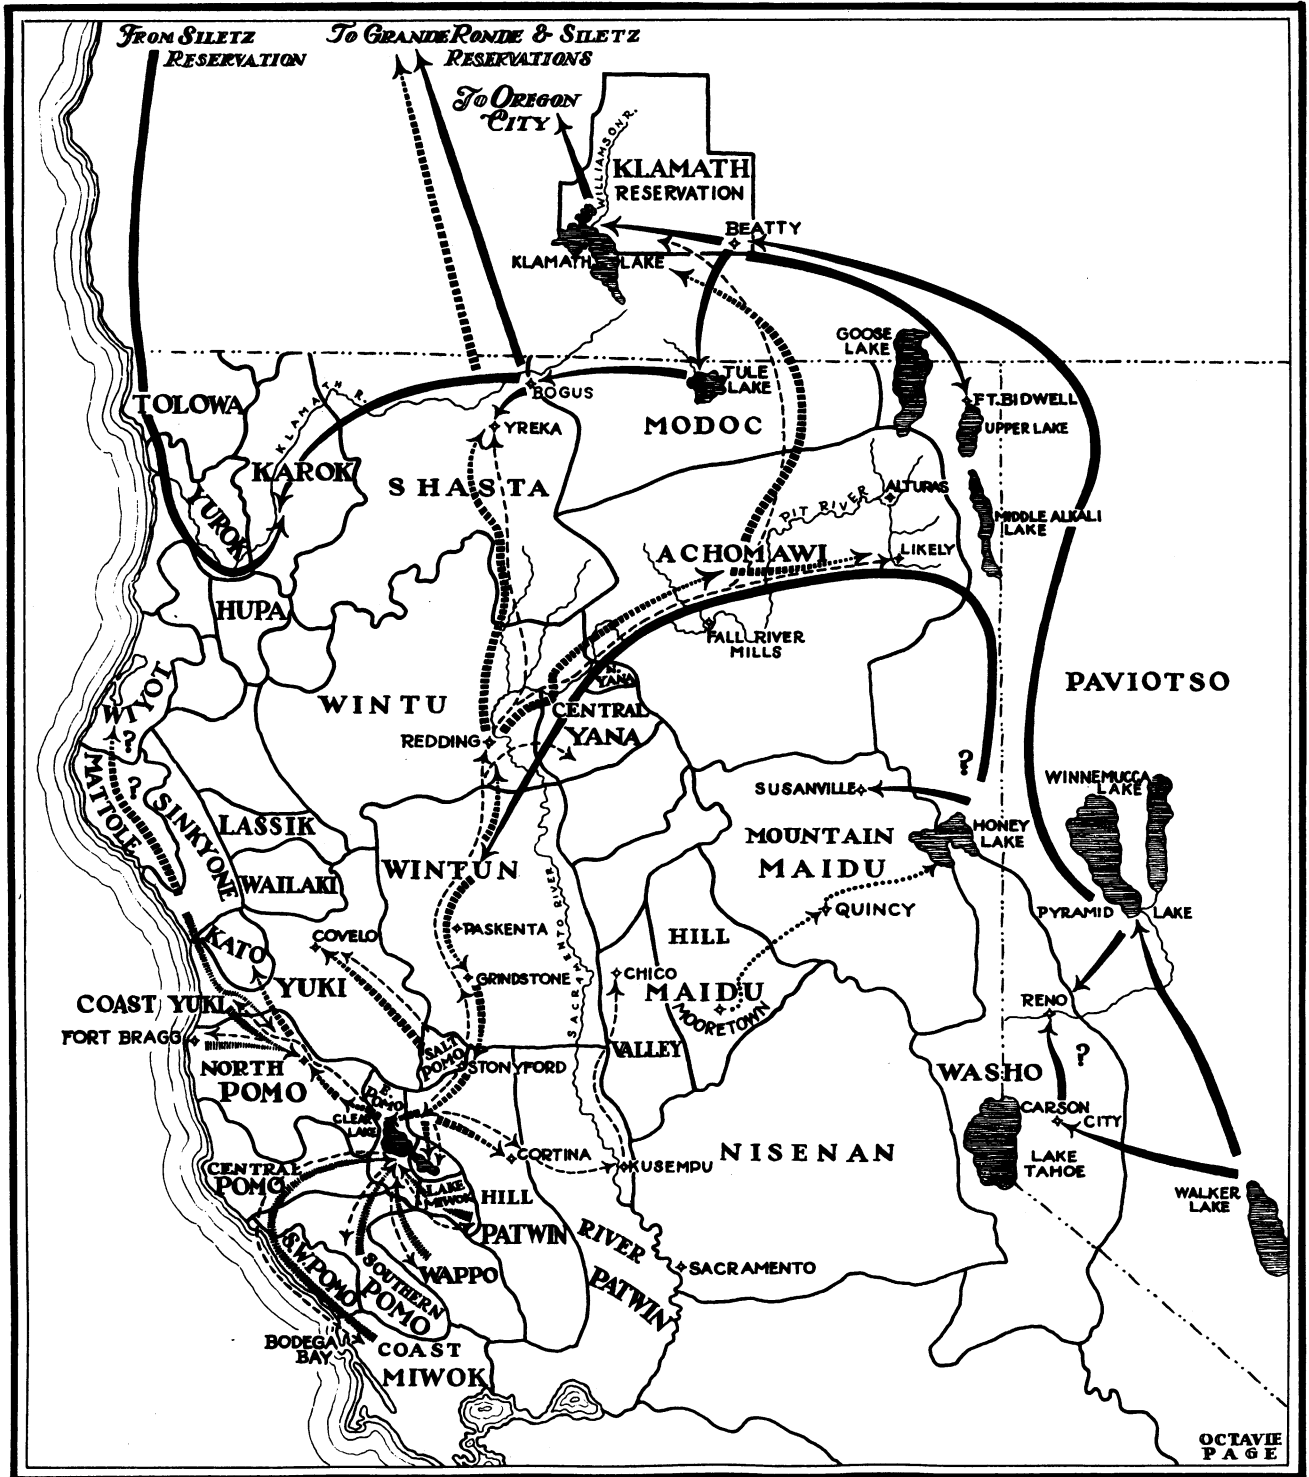 FROM SILETZ
RESERVATION
TO GRANDE RONDE & SILETZ
RESERVATIONS
TO OREGON
CITY
WILLIAMSON R.
KLAMATH
RESERVATION
BEATTY
KLAMATH LAKE
GOOSE
LAKE
TULE
LAKE
BOGUS
FT. BIDWELL
UPPER LAKE
TOLOWA
KLAMATH R.
YREKA
MODOC
KAROK
SHASTA
YUROK
PIT RIVER
ALTURAS
MIDDLE ALKALI
LAKE
ACHOMAWI
LIKELY
HUPA
FALL RIVER
MILLS
N.
YANA
PAVIOTSO
WIYOT
WINTU
CENTRAL
YANA
REDDING
?
?
?
MATTOLE
SINKYONE
SUSANVILLE
WINNEMUCCA
LAKE
LASSIK
MOUNTAIN
MAIDU
HONEY
LAKE
WINTUN
WAILAKI
SACRAMENTO RIVER
QUINCY
PYRAMID LAKE
KATO
COVELO
PASKENTA
HILL
MAIDU
GRINDSTONE
CHICO
YUKI
COAST YUKI
MOORETOWN
RENO
FORT BRAGG
SALT
POMO
VALLEY
?
NORTH
POMO
STONYFORD
WASHO
E.
POMO
CLEAR
LAKE
CARSON
CITY
CORTINA
KUSEMPU
NISENAN
LAKE
TAHOE
CENTRAL
POMO
LAKE
MIWOK
HILL
PATWIN
WALKER
LAKE
RIVER
PATWIN
S.W. POMO
SOUTHERN
POMO
WAPPO
SACRAMENTO
BODEGA
BAY
COAST
MIWOK
OCTAVIE
PAGE